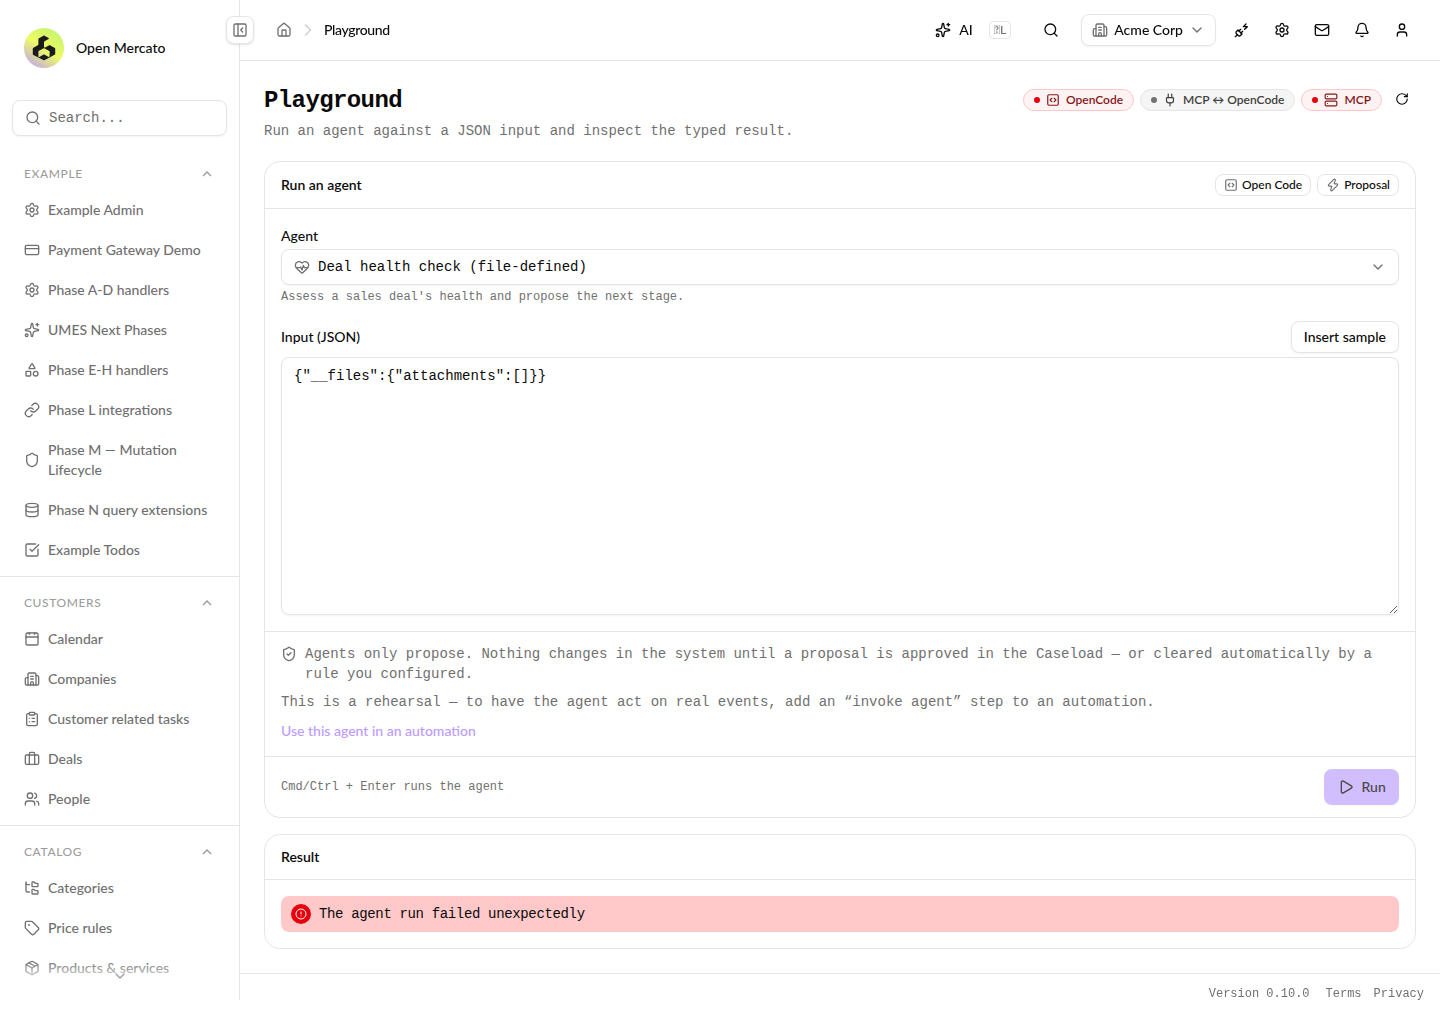 Open Mercato
Playground
AI
L
Acme Corp
Search...
EXAMPLE
Example Admin
Payment Gateway Demo
Phase A-D handlers
UMES Next Phases
Phase E-H handlers
Phase L integrations
Phase M — Mutation
Lifecycle
Phase N query extensions
Example Todos
CUSTOMERS
Calendar
Companies
Customer related tasks
Deals
People
CATALOG
Categories
Price rules
Products & services
Playground
OpenCode
MCP ↔ OpenCode
MCP
Run an agent against a JSON input and inspect the typed result.
Run an agent
Open Code
Proposal
Agent
Deal health check (file-defined)
Assess a sales deal's health and propose the next stage.
Input (JSON)
Insert sample
{"__files":{"attachments":[]}}
Agents only propose. Nothing changes in the system until a proposal is approved in the Caseload — or cleared automatically by a
rule you configured.
This is a rehearsal — to have the agent act on real events, add an “invoke agent” step to an automation.
Use this agent in an automation
Cmd/Ctrl + Enter runs the agent
Run
Result
The agent run failed unexpectedly
Version 0.10.0
Terms
Privacy